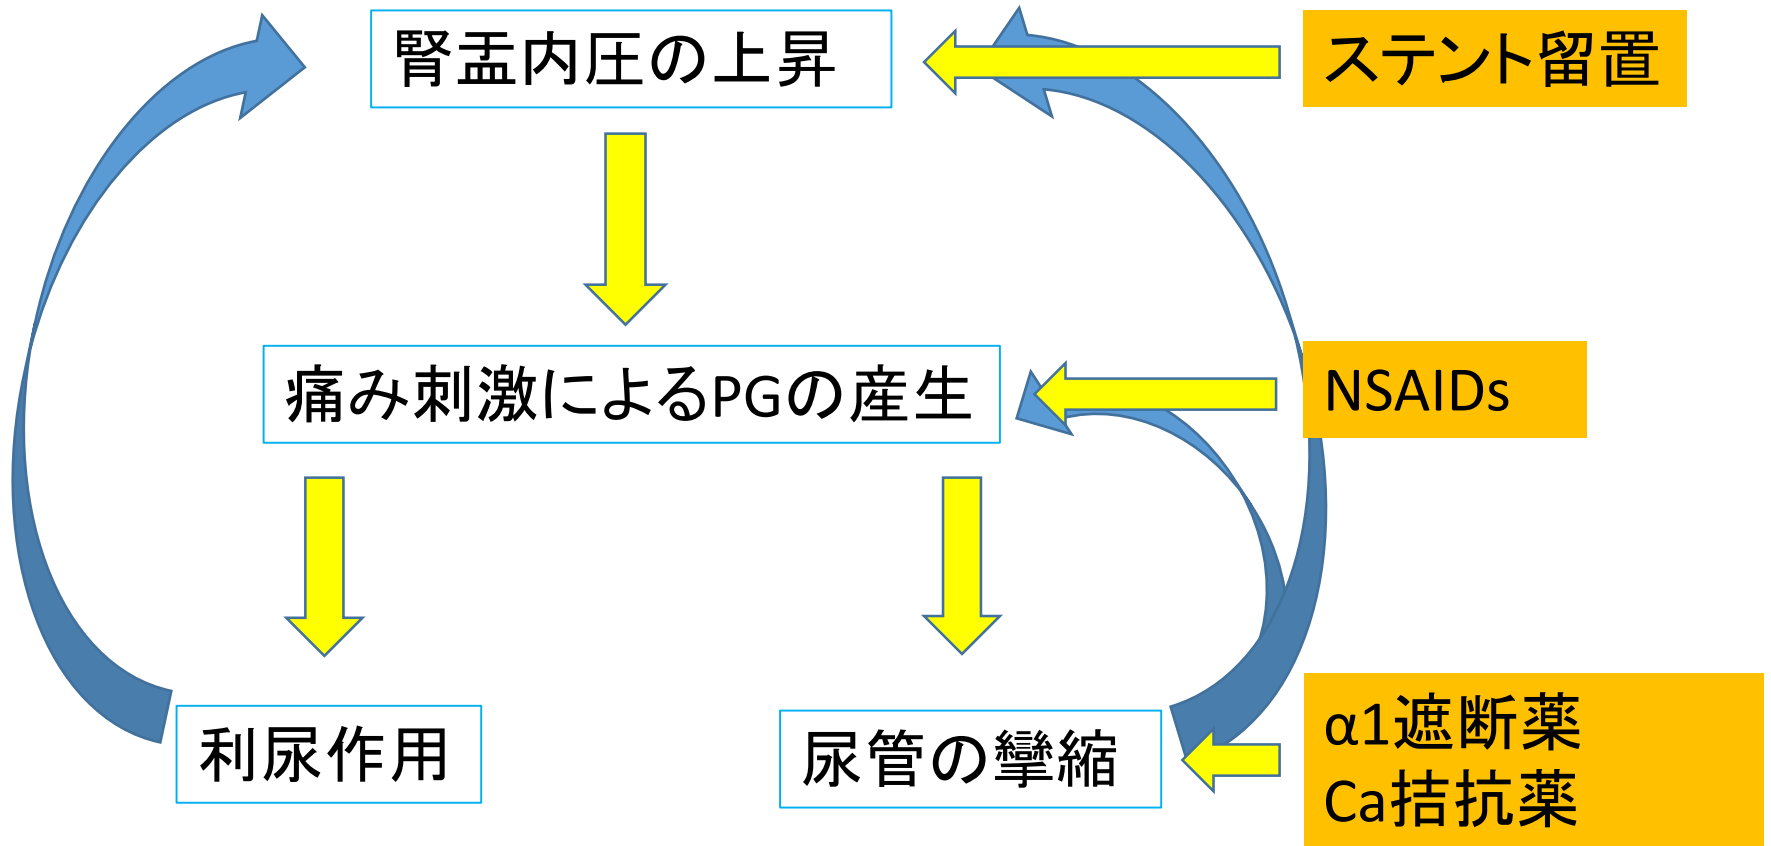 腎盂内圧の上昇
ステント留置
痛み刺激によるPGの産生
NSAIDs
利尿作用
尿管の攣縮
α1遮断薬
Ca拮抗薬